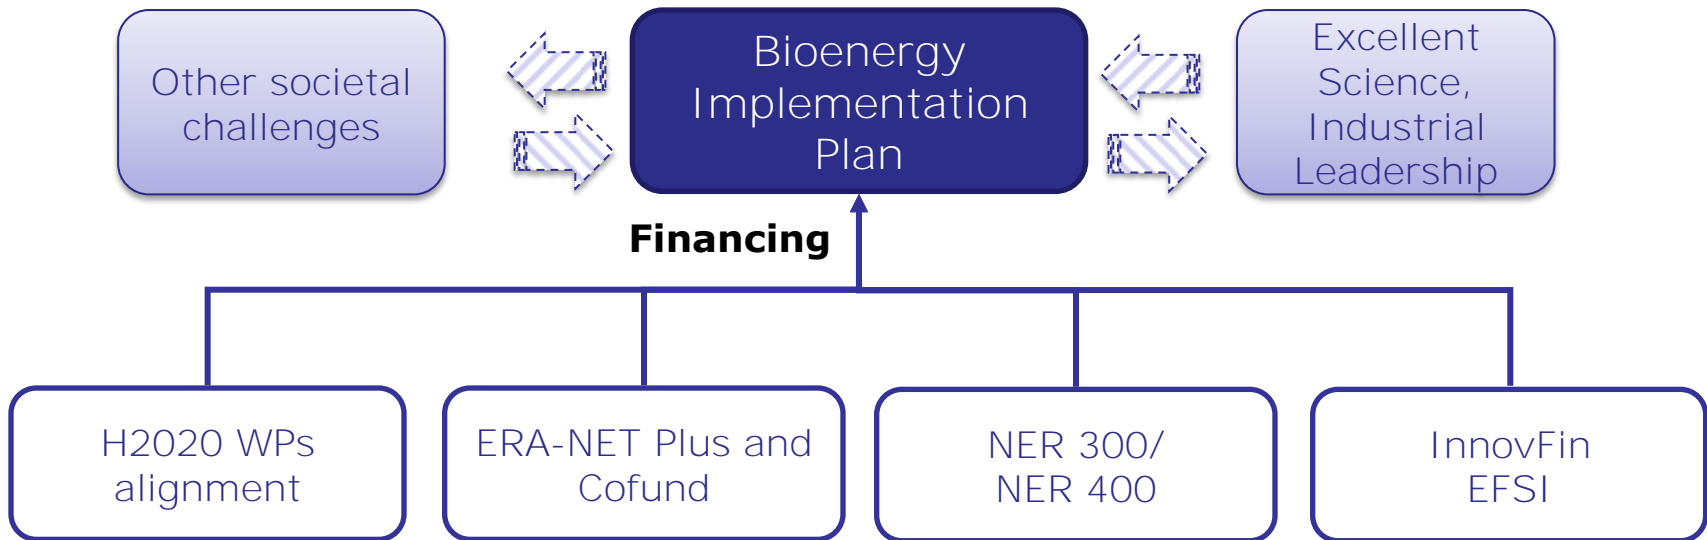 Other societal
challenges
Bioenergy
Implementation
Plan
Excellent
Science,
Industrial
Leadership
Financing
H2020 WPs
alignment
ERA-NET Plus and
Cofund
NER 300/
NER 400
InnovFin
EFSI